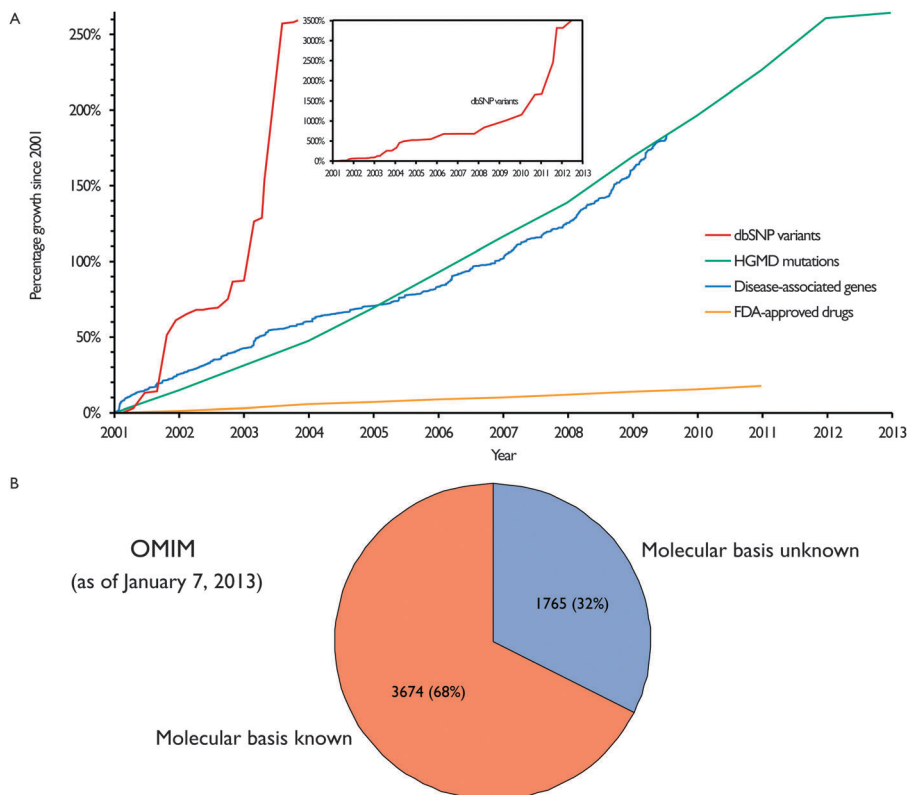 A
Percentage growth since 2001
250%
200%
150%
100%
50%
0%
2001 2002 2003 2004 2005 2006 2007 2008 2009 2010 2011 2012 2013
Year
3500%
3000%
2500%
2000%
1500%
1000%
500%
0%
dbSNP variants
2001 2002 2003 2004 2005 2006 2007 2008 2009 2010 2011 2012 2013
dbSNP variants
HGMD mutations
Disease-associated genes
FDA-approved drugs
B
OMIM
(as of January 7, 2013)
Molecular basis unknown
1765 (32%)
3674 (68%)
Molecular basis known